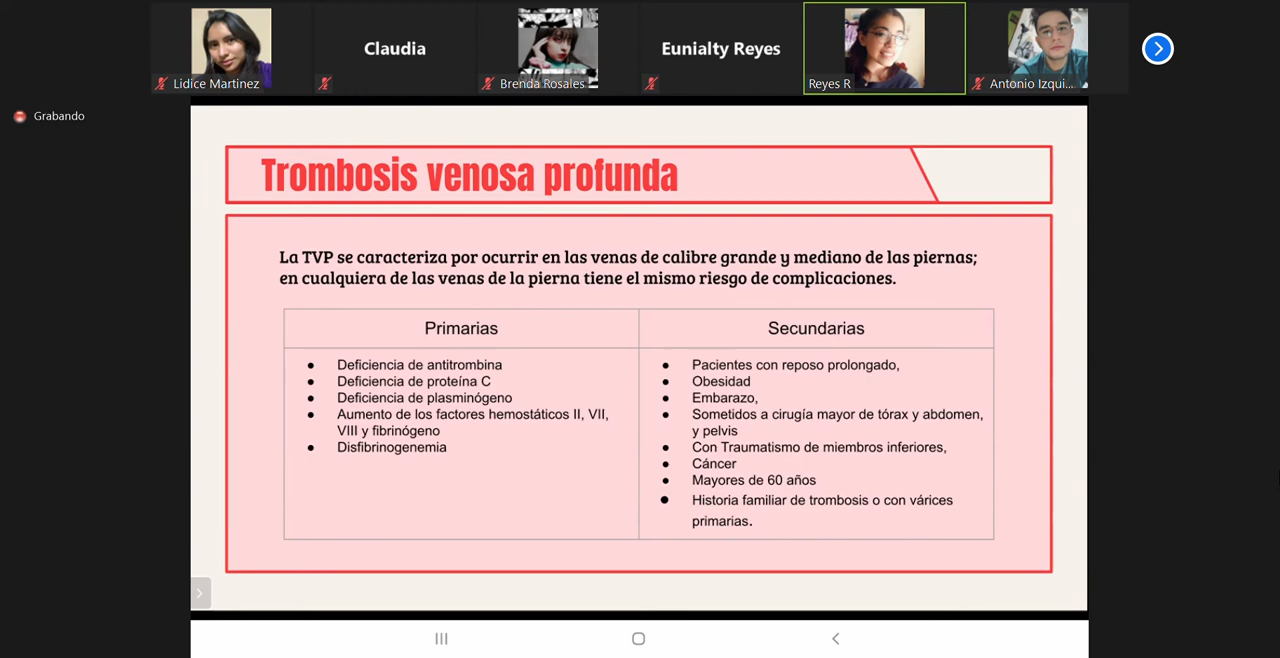 Claudia
Eunialty Reyes
Lidice Martinez
Brenda Rosales
Reyes R
Antonio Izqui...
Grabando
Trombosis venosa profunda
La TVP se caracteriza por ocurrir en las venas de calibre grande y mediano de las piernas;
en cualquiera de las venas de la pierna tiene el mismo riesgo de complicaciones.
Primarias
● Deficiencia de antitrombina
● Deficiencia de proteína C
● Deficiencia de plasminógeno
● Aumento de los factores hemostáticos II, VII,
VIII y fibrinógeno
● Disfibrinogenemia
Secundarias
● Pacientes con reposo prolongado,
● Obesidad
● Embarazo,
● Sometidos a cirugía mayor de tórax y abdomen,
y pelvis
● Con Traumatismo de miembros inferiores,
● Cáncer
● Mayores de 60 años
● Historia familiar de trombosis o con várices
primarias.